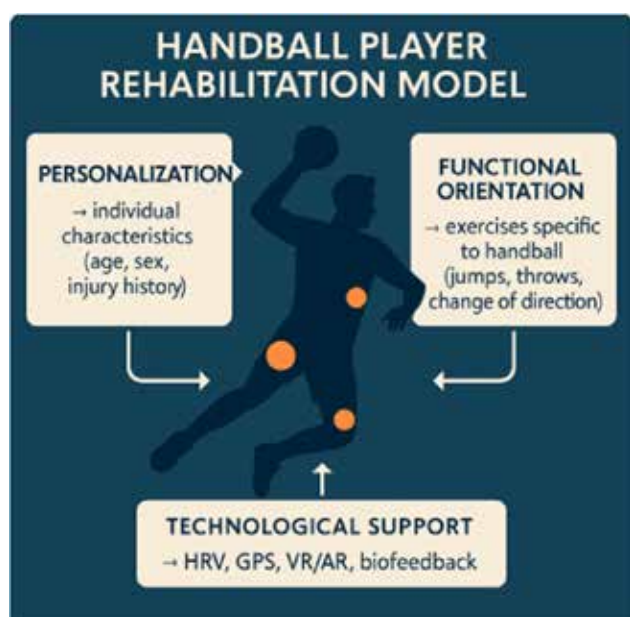 HANDBALL PLAYER
REHABILITATION MODEL
PERSONALIZATION
→ individual
characteristics
(age, sex,
injury history)
FUNCTIONAL
ORIENTATION
→ exercises specific
to handball
(jumps, throws,
change of direction)
TECHNOLOGICAL SUPPORT
→ HRV, GPS, VR/AR, biofeedback